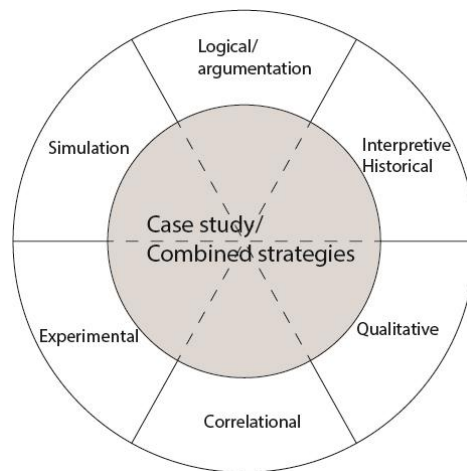 Logical/
argumentation
Simulation
Interpretive
Historical
Case study/
Combined strategies
Experimental
Qualitative
Correlational